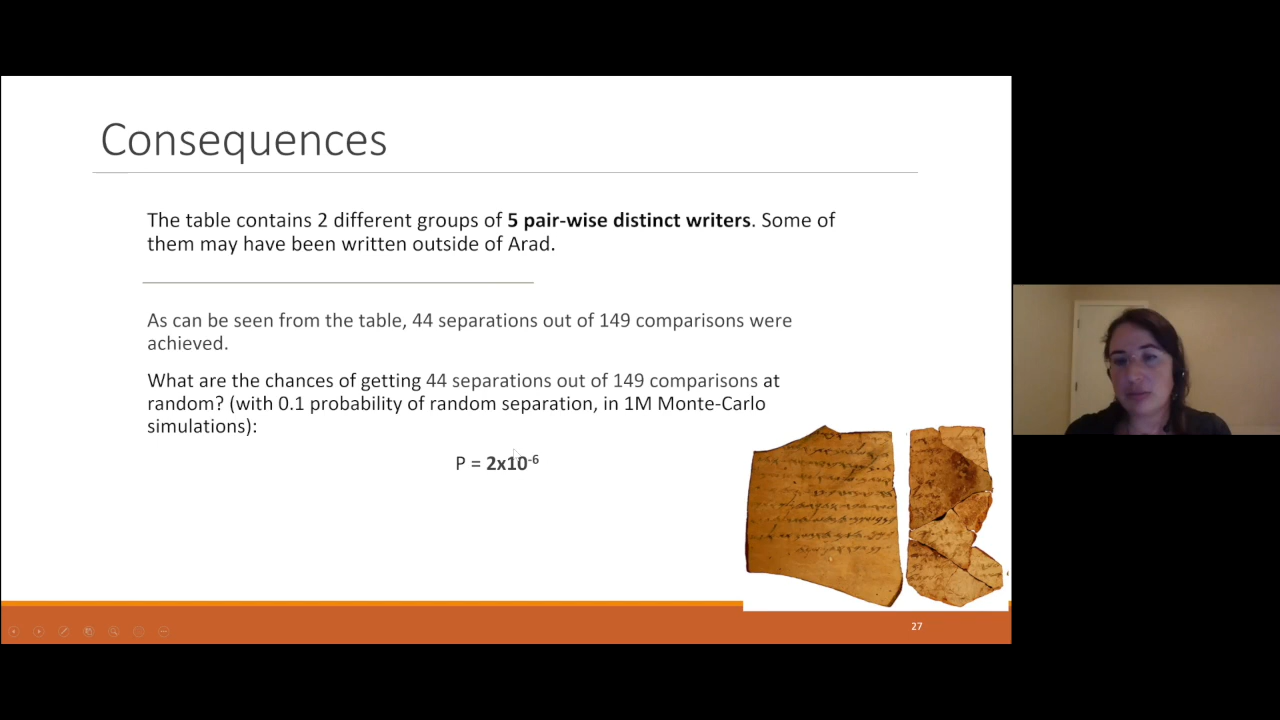 Consequences
The table contains 2 different groups of 5 pair-wise distinct writers. Some of
them may have been written outside of Arad.
As can be seen from the table, 44 separations out of 149 comparisons were
achieved.
What are the chances of getting 44 separations out of 149 comparisons at
random? (with 0.1 probability of random separation, in 1M Monte-Carlo
simulations):
P = 2x10⁻⁶
27